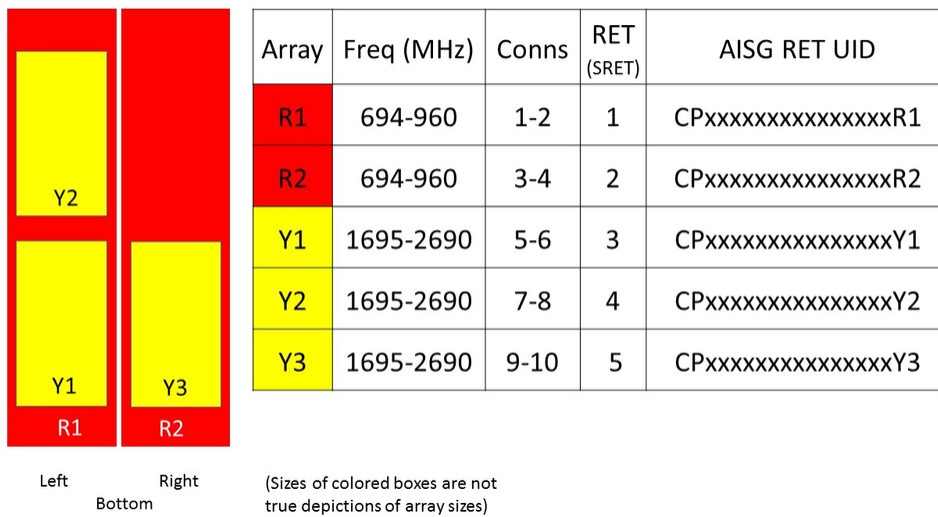 Y2
Y1
Y3
R1
R2
Left
Right
Bottom
Array Freq (MHz) Conns RET (SRET) AISG RET UID
R1 694-960 1-2 1 CPxxxxxxxxxxxxxxxR1
R2 694-960 3-4 2 CPxxxxxxxxxxxxxxxR2
Y1 1695-2690 5-6 3 CPxxxxxxxxxxxxxxxY1
Y2 1695-2690 7-8 4 CPxxxxxxxxxxxxxxxY2
Y3 1695-2690 9-10 5 CPxxxxxxxxxxxxxxxY3
(Sizes of colored boxes are not
true depictions of array sizes)